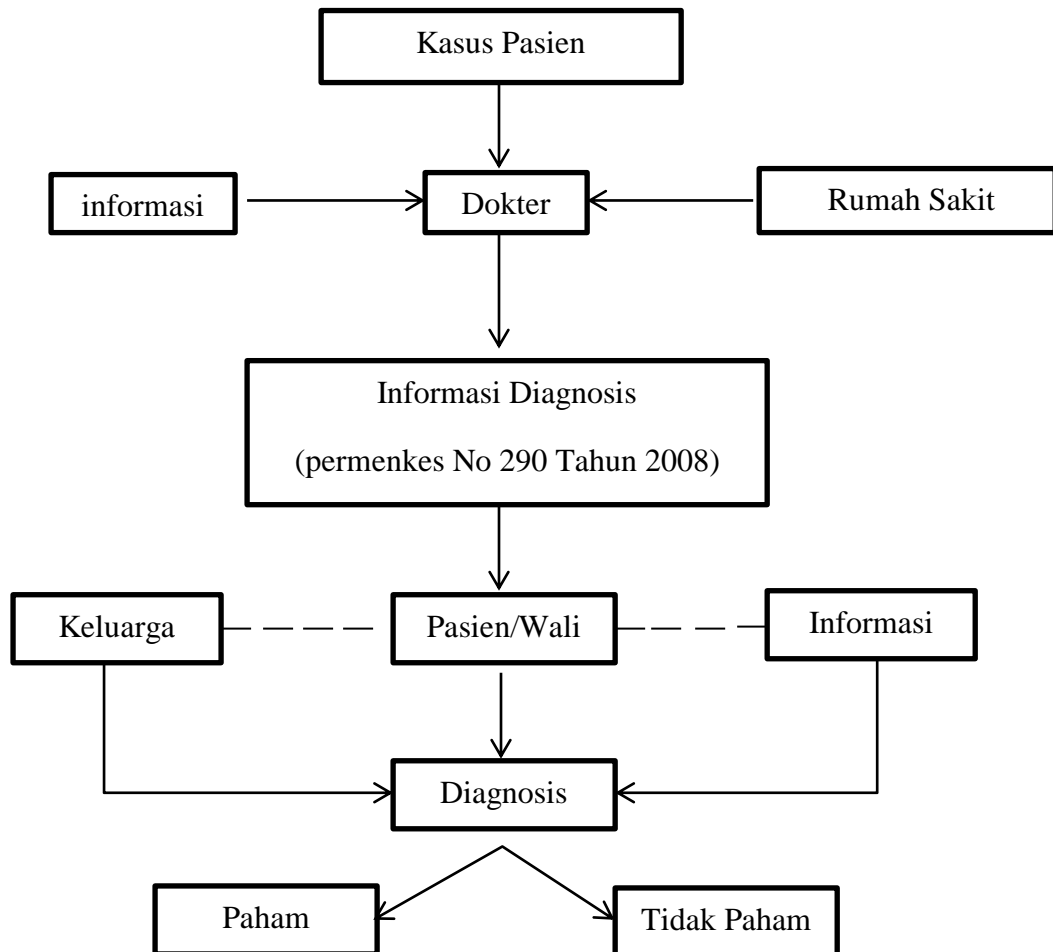 Kasus Pasien
informasi
Dokter
Rumah Sakit
Informasi Diagnosis
(permenkes No 290 Tahun 2008)
Keluarga
Pasien/Wali
Informasi
Diagnosis
Paham
Tidak Paham